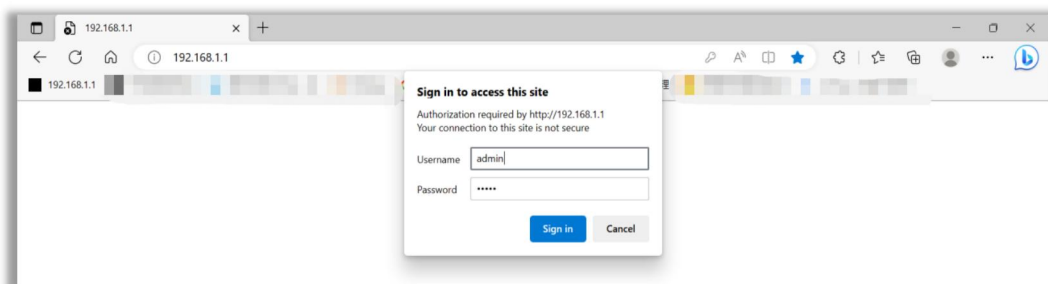 192.168.1.1
192.168.1.1
192.168.1.1
理
Sign in to access this site
Authorization required by http://192.168.1.1
Your connection to this site is not secure
Username admin
Password •••••
Sign in Cancel